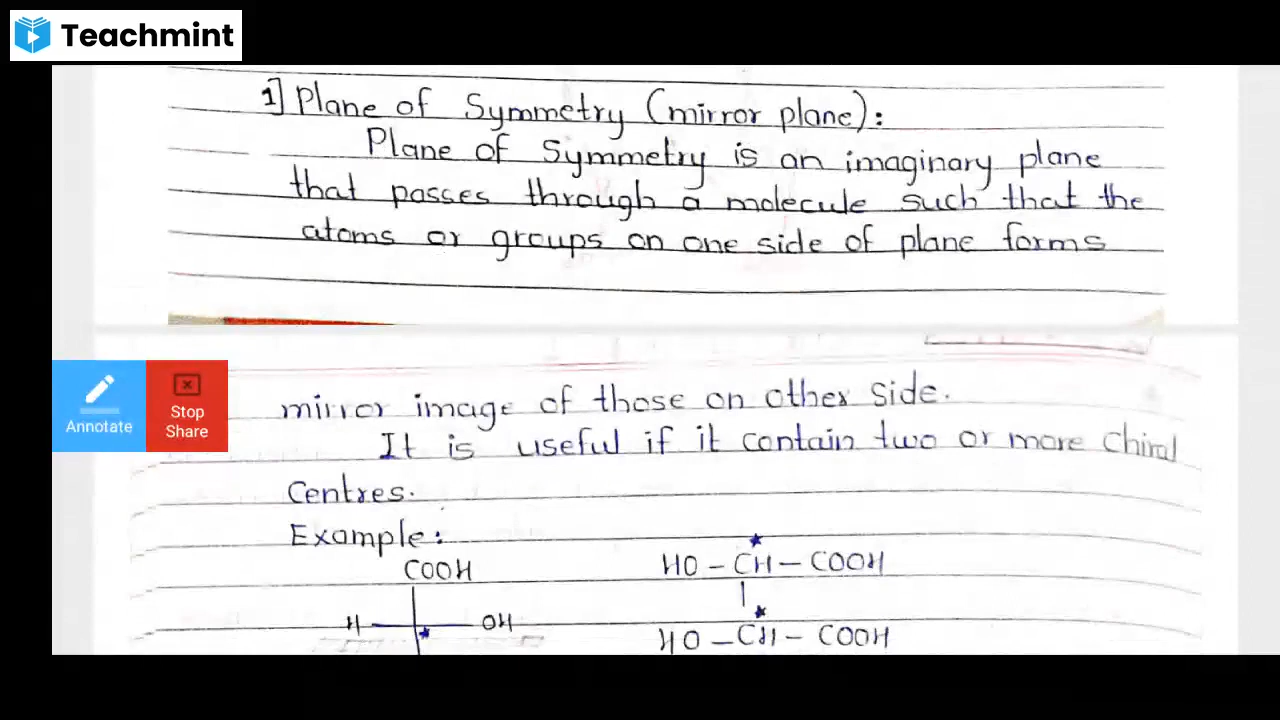 Teachmint
1] Plane of Symmetry (mirror plane):
Plane of Symmetry is an imaginary plane
that passes through a molecule such that the
atoms or groups on one side of plane forms
mirror image of those on other side.
It is useful if it contain two or more chiral
Centres.
Example:
COOH
H OH
HO – CH – COOH
HO – CH – COOH
Annotate
Stop
Share